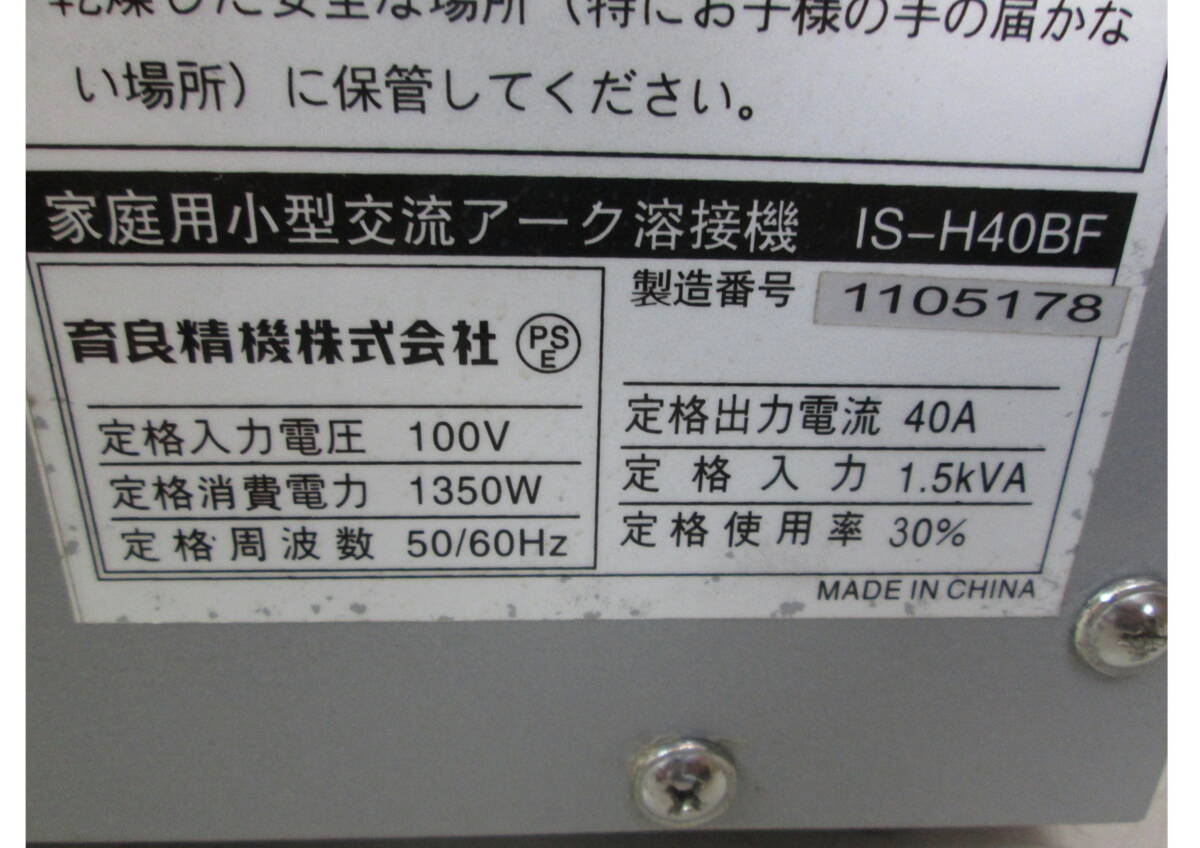 乾燥した安全な場所（特にお子様の手の届かな
い場所）に保管してください。
家庭用小型交流アーク溶接機 IS-H40BF
育良精機株式会社 PSE
定格入力電圧 100V
定格消費電力 1350W
定格周波数 50/60Hz
製造番号 1105178
定格出力電流 40A
定格入力 1.5kVA
定格使用率 30%
MADE IN CHINA